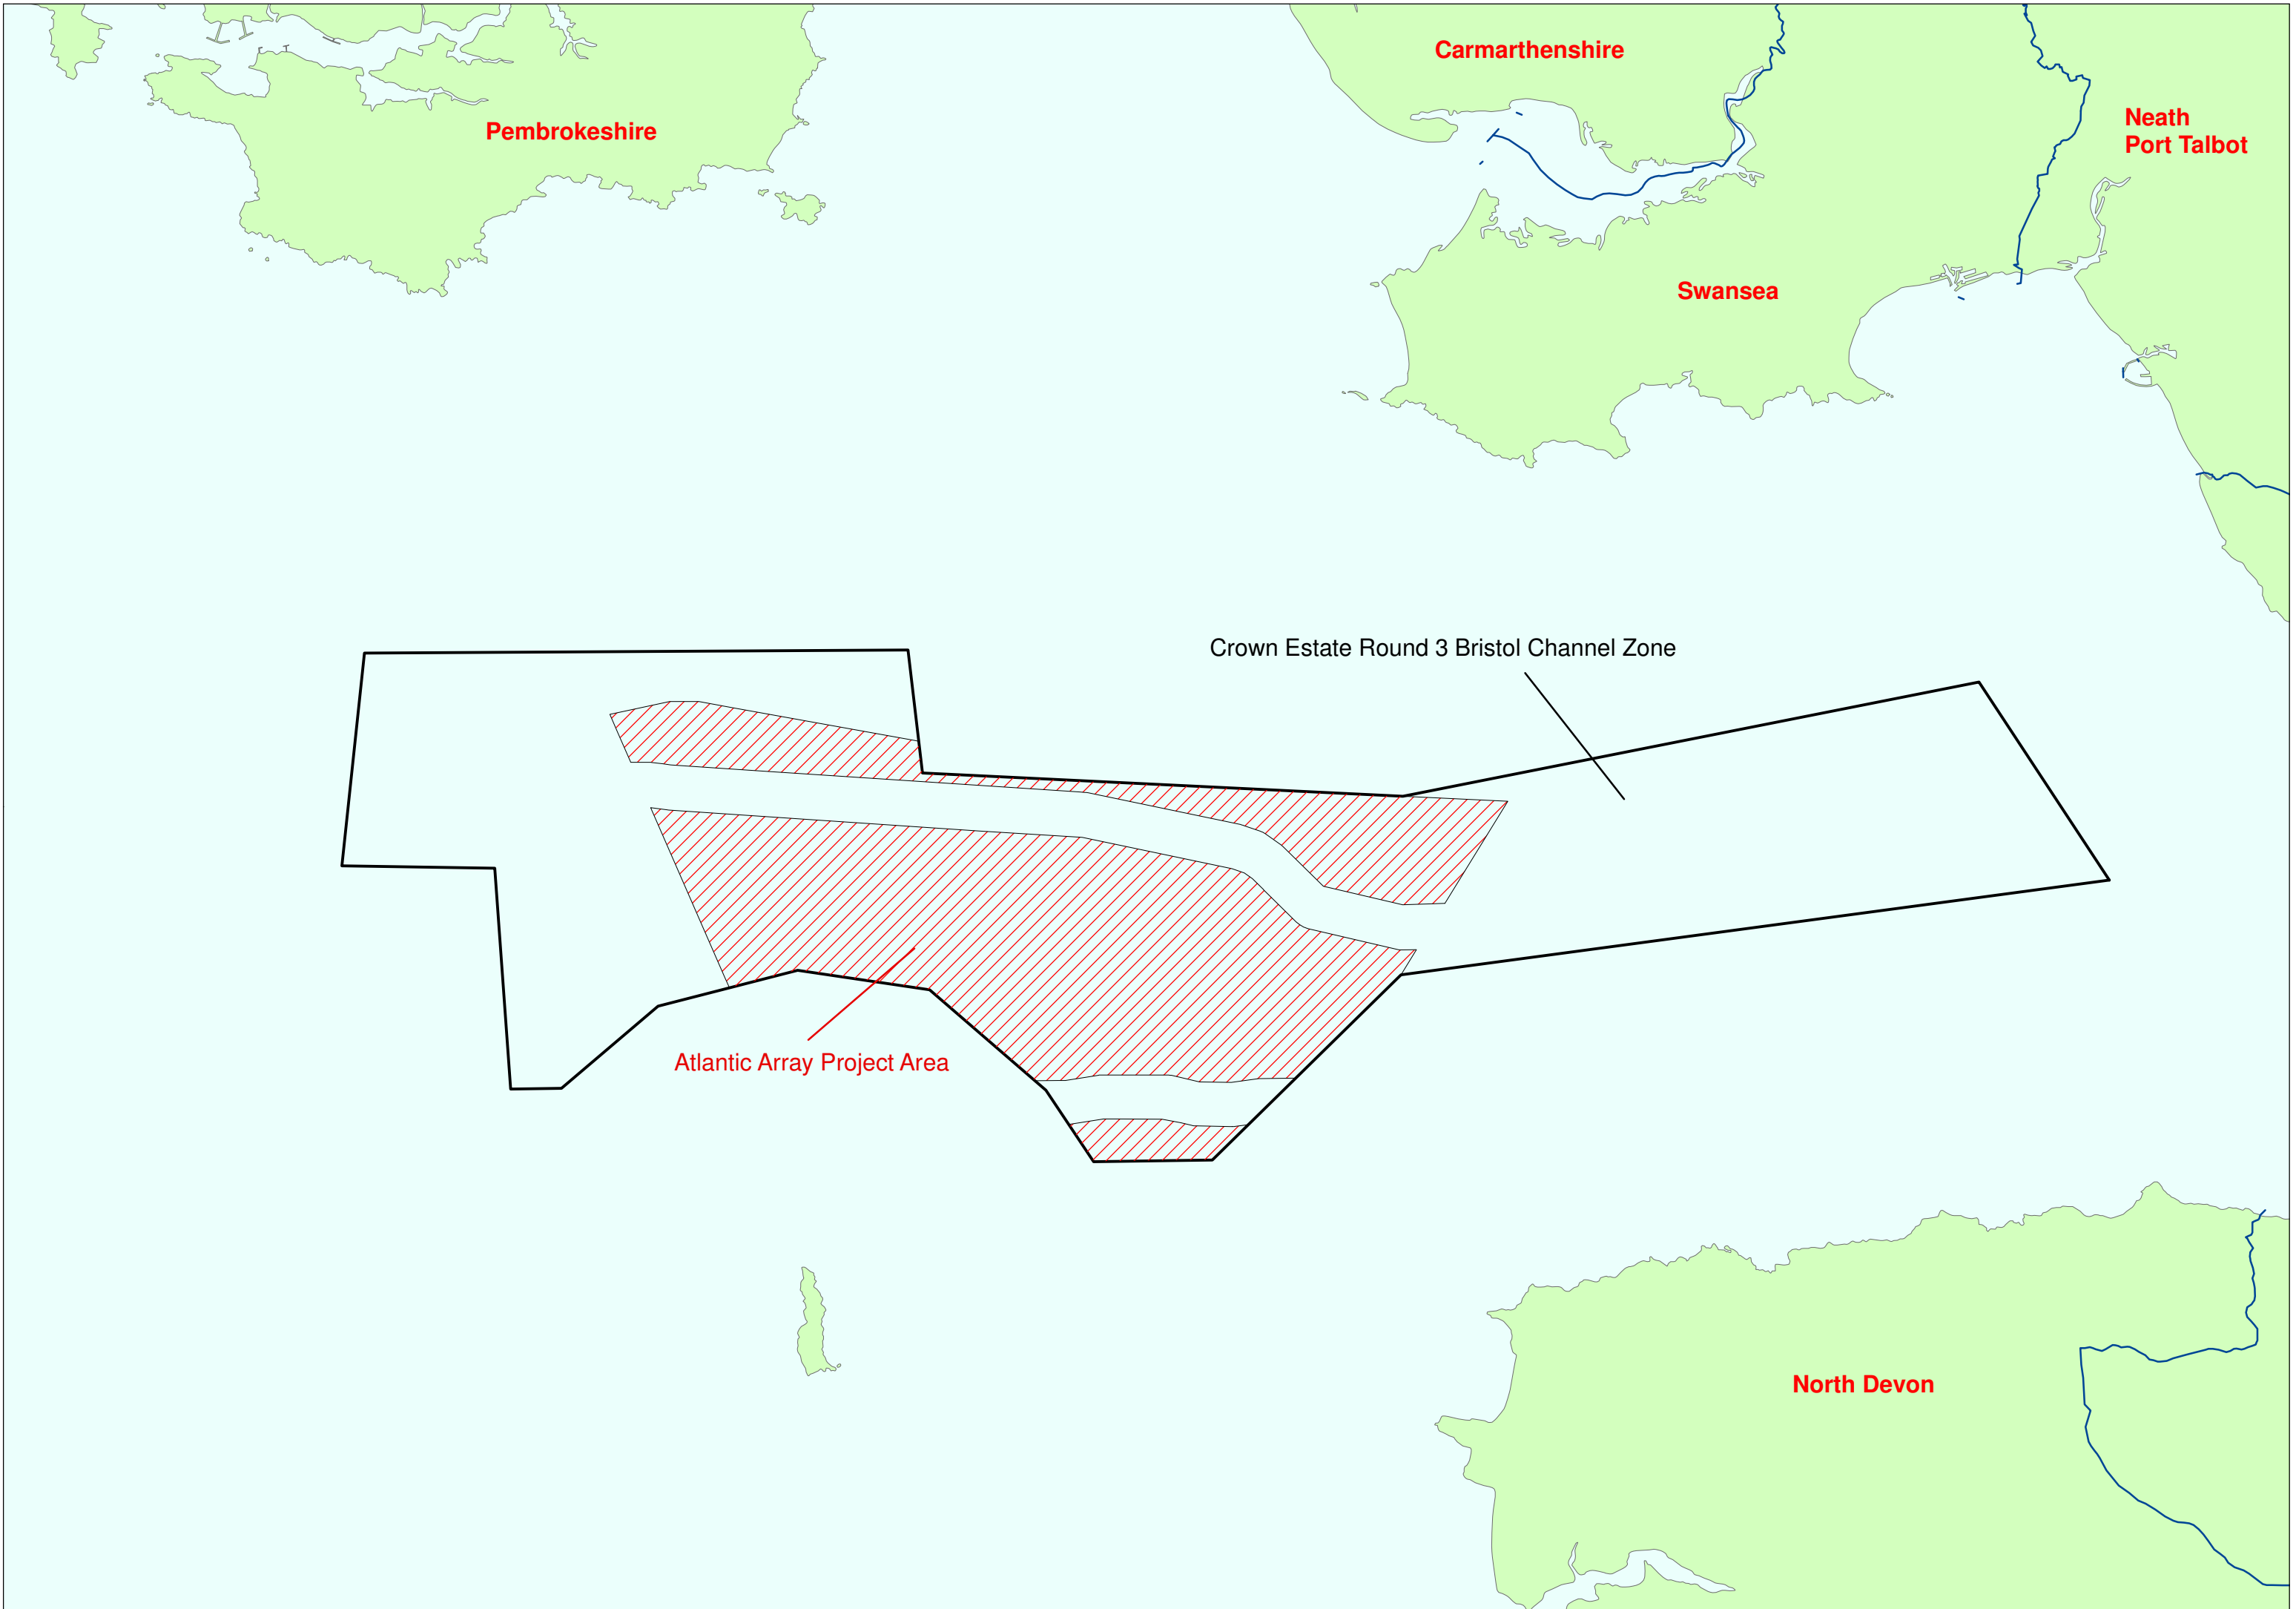 Carmarthenshire
Pembrokeshire
Neath
Port Talbot
Swansea
Crown Estate Round 3 Bristol Channel Zone
Atlantic Array Project Area
North Devon